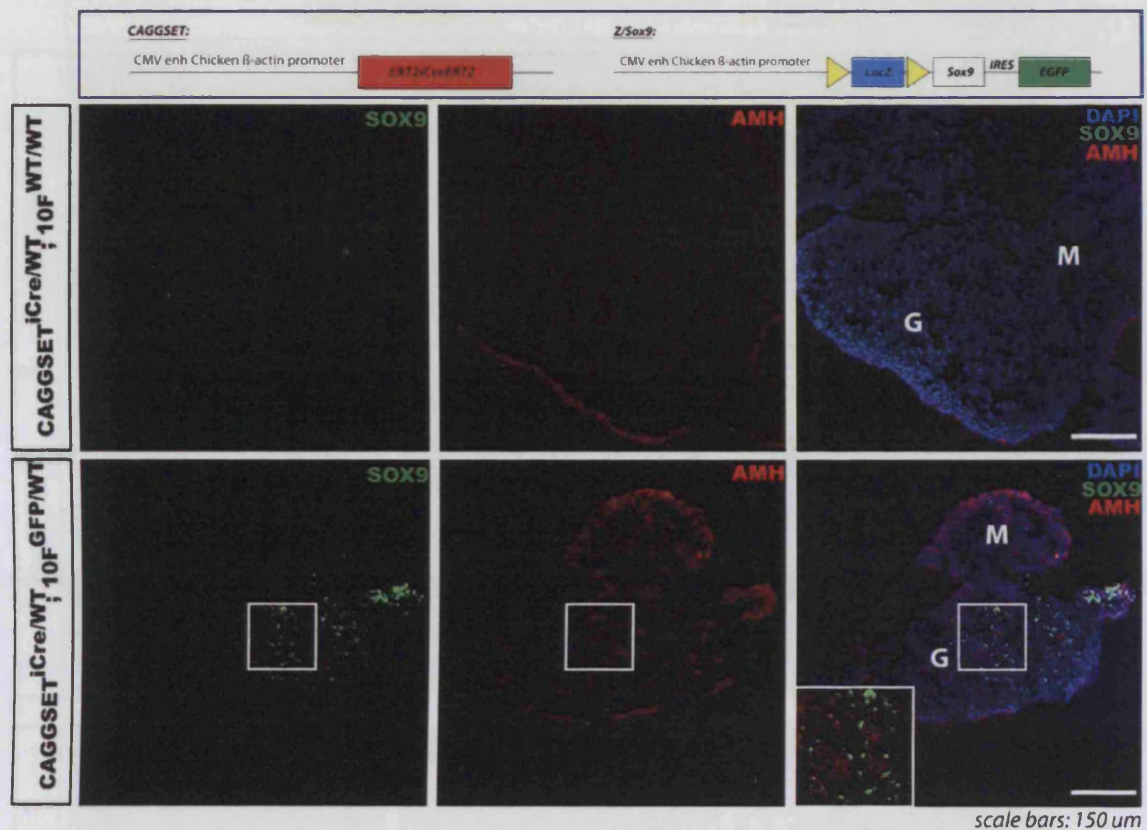 CAGGSET:
CMV enh Chicken ß-actin promoter
ERT2iCreERT2
Z/Sox9:
CMV enh Chicken ß-actin promoter
LacZ
Sox9
IRES
EGFP
CAGGSET iCre/WT; 10F WT/WT
SOX9
AMH
DAPI
SOX9
AMH
G
M
CAGGSET iCre/WT; 10F GFP/WT
SOX9
AMH
DAPI
SOX9
AMH
M
G
scale bars: 150 um